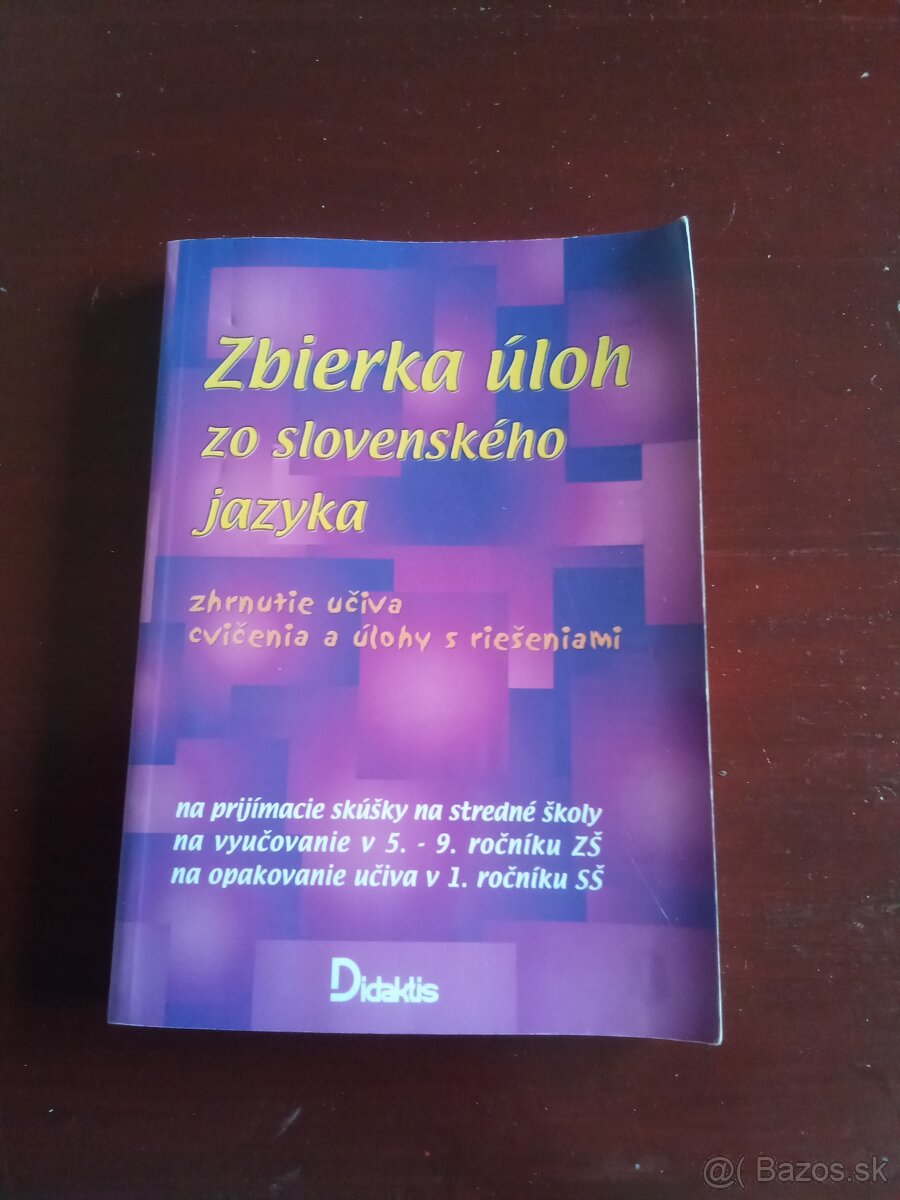 Zbierka úloh
zo slovenského
jazyka
zhrnutie učiva
cvičenia a úlohy s riešeniami
na prijímacie skúšky na stredné školy
na vyučovanie v 5. - 9. ročníku ZŠ
na opakovanie učiva v 1. ročníku SŠ
Didaktis
@( Bazos.sk